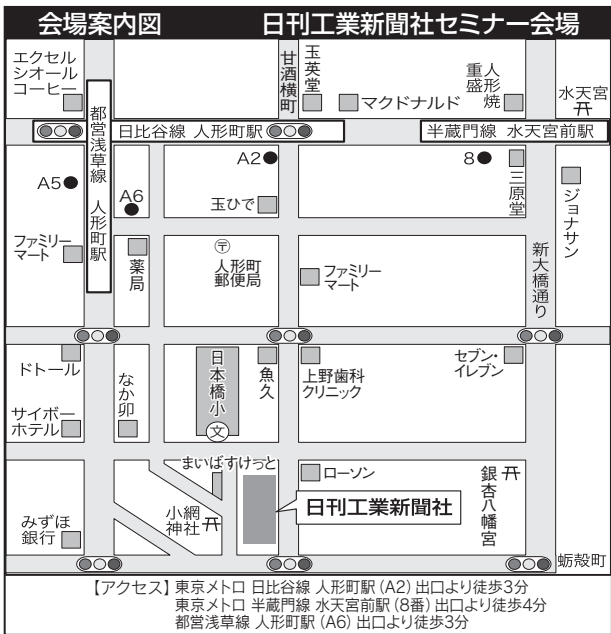 会場案内図 日刊工業新聞社セミナー会場
エクセル
シオール
コーヒー
甘酒横町
玉英堂
マクドナルド
人形焼
重盛
水天宮
日比谷線 人形町駅
半蔵門線 水天宮前駅
都営浅草線 人形町駅
A5
A6
A2
8
玉ひで
三原堂
ジョナサン
ファミリー
マート
薬局
〒
人形町
郵便局
ファミリー
マート
新大橋通り
ドトール
なか卯
日本橋小
文
魚久
上野歯科
クリニック
セブン・
イレブン
サイボー
ホテル
まいばすけっと
ローソン
銀杏八幡宮
日刊工業新聞社
小網
神社
みずほ
銀行
蛎殻町
【アクセス】東京メトロ 日比谷線 人形町駅(A2)出口より徒歩3分
東京メトロ 半蔵門線 水天宮前駅(8番)出口より徒歩4分
都営浅草線 人形町駅(A6)出口より徒歩3分